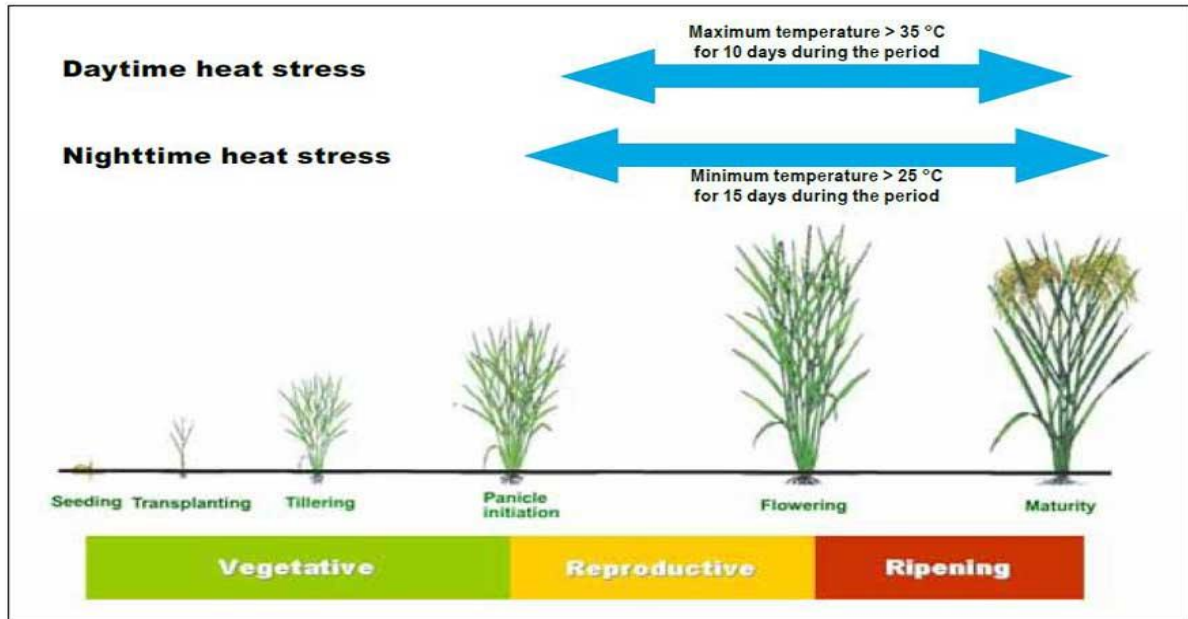 Maximum temperature > 35 °C
for 10 days during the period
Daytime heat stress
Nighttime heat stress
Minimum temperature > 25 °C
for 15 days during the period
Seeding
Transplanting
Tillering
Panicle
initiation
Flowering
Maturity
Vegetative
Reproductive
Ripening